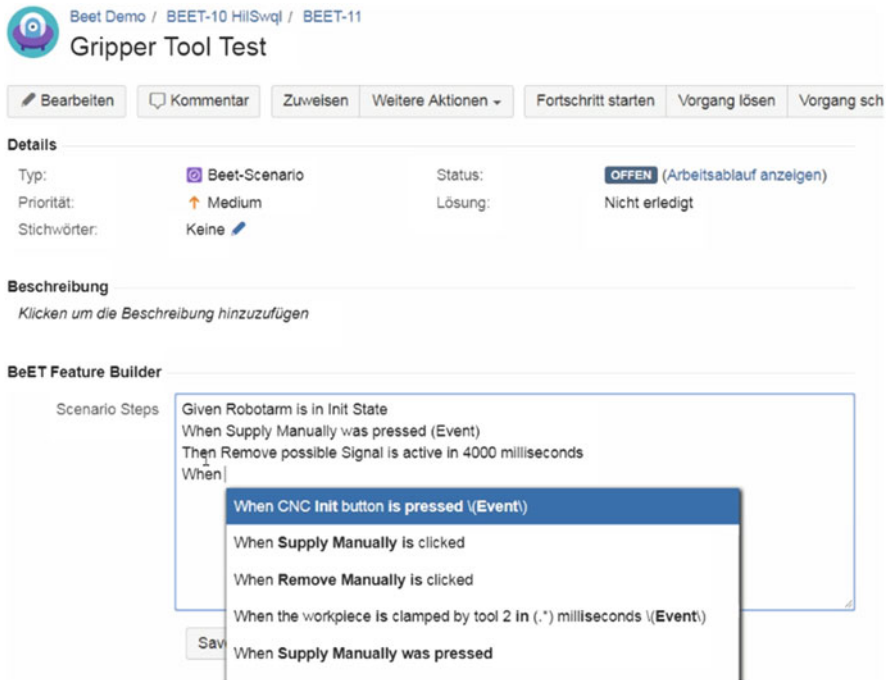 Beet Demo / BEET-10 HilSwql / BEET-11
Gripper Tool Test
Bearbeiten Kommentar Zuweisen Weitere Aktionen Fortschritt starten Vorgang lösen Vorgang sch
Details
Typ: Beet-Scenario Status: OFFEN (Arbeitsablauf anzeigen)
Priorität: Medium Lösung: Nicht erledigt
Stichwörter: Keine
Beschreibung
Klicken um die Beschreibung hinzuzufügen
BeET Feature Builder
Scenario Steps
Given Robotarm is in Init State
When Supply Manually was pressed (Event)
Then Remove possible Signal is active in 4000 milliseconds
When
When CNC Init button is pressed \(Event\)
When Supply Manually is clicked
When Remove Manually is clicked
When the workpiece is clamped by tool 2 in (.*) milliseconds \(Event\)
Sav
When Supply Manually was pressed